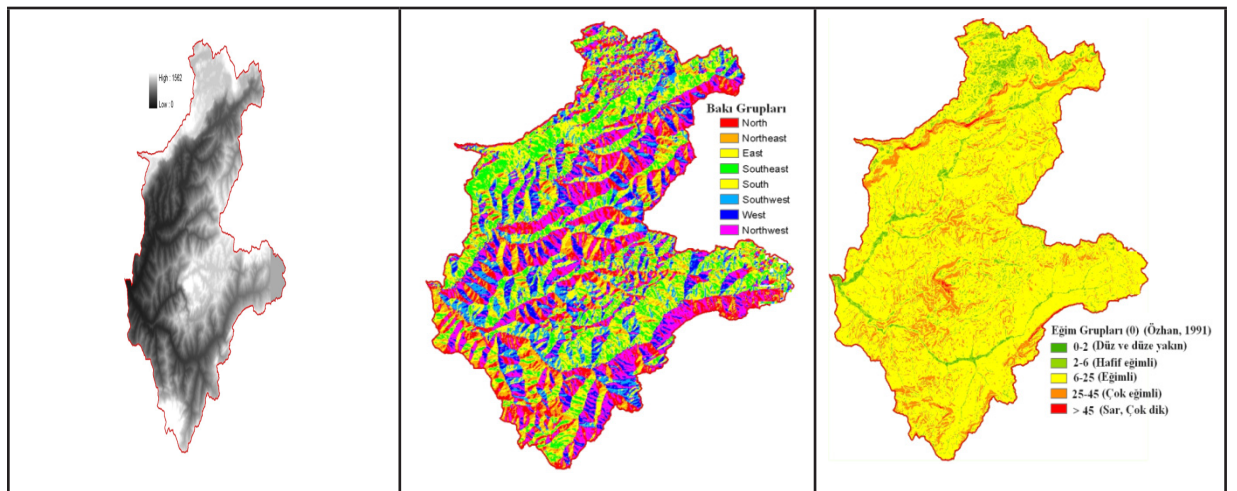 High : 1562
Low : 0
Bakı Grupları
North
Northeast
East
Southeast
South
Southwest
West
Northwest
Eğim Grupları (0) (Özhan, 1991)
0-2 (Düz ve düze yakın)
2-6 (Hafif eğimli)
6-25 (Eğimli)
25-45 (Çok eğimli)
> 45 (Sar, Çok dik)